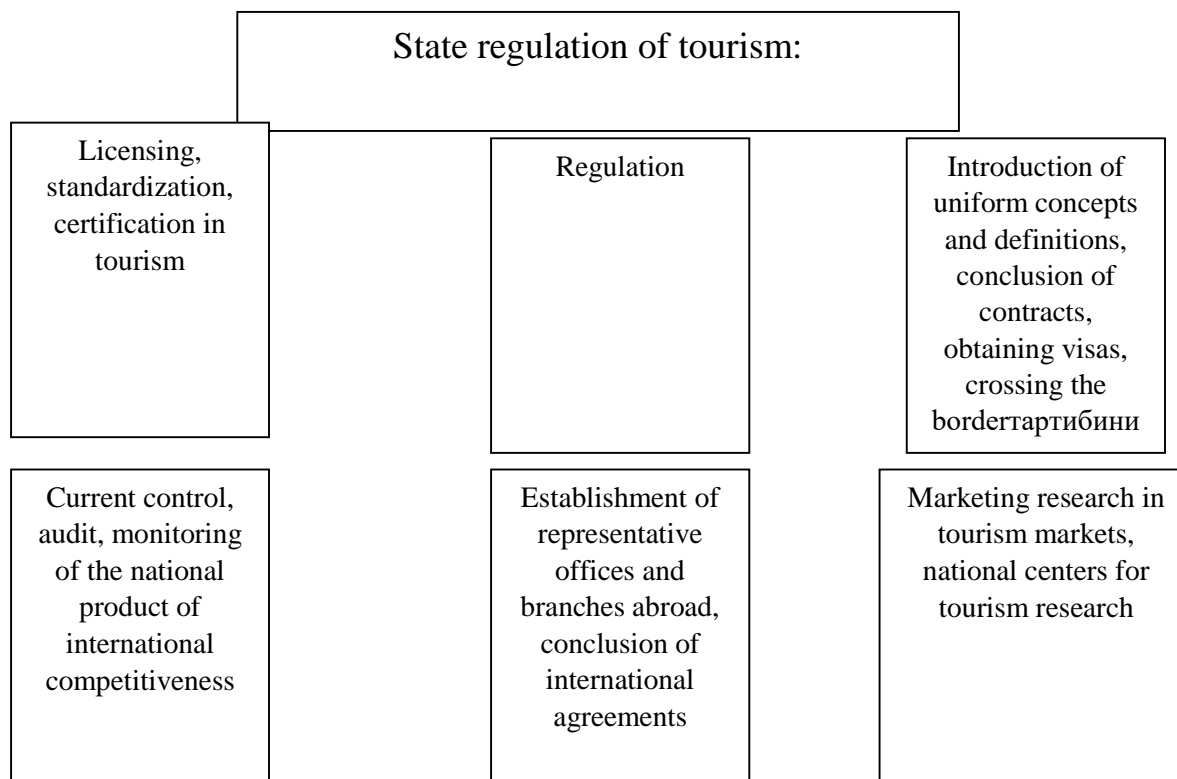 State regulation of tourism:
Licensing,
standardization,
certification in
tourism
Regulation
Introduction of
uniform concepts
and definitions,
conclusion of
contracts,
obtaining visas,
crossing the
borderтартибини
Current control,
audit, monitoring
of the national
product of
international
competitiveness
Establishment of
representative
offices and
branches abroad,
conclusion of
international
agreements
Marketing research in
tourism markets,
national centers for
tourism research